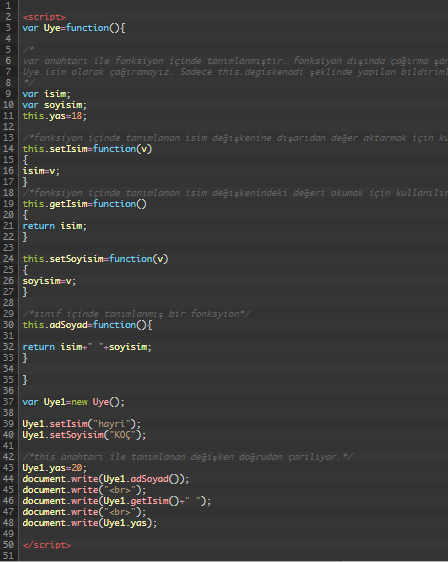 1
2 <script>
3 var Uye=function(){
4
5 /*
6 var anahtarı ile fonksiyon içinde tanımlanmıştır. fonksiyon dışında çağırma şan
7 Uye.isim olarak çağıramayız. Sadece this.degiskenadi şeklinde yapılan bildiriml
8 */
9 var isim;
10 var soyisim;
11 this.yas=18;
12
13 /*fonksiyon içinde tanımlanan isim değişkenine dışarıdan değer aktarmak için ku
14 this.setIsim=function(v)
15 {
16 isim=v;
17 }
18 /*fonksiyon içinde tanımlanan isim değişkenindeki değeri okumak için kullanılır
19 this.getIsim=function()
20 {
21 return isim;
22 }
23
24 this.setSoyisim=function(v)
25 {
26 soyisim=v;
27 }
28
29 /*sınıf içinde tanımlanmış bir fonksyion*/
30 this.adSoyad=function(){
31
32 return isim+" "+soyisim;
33 }
34
35 }
36
37 var Uye1=new Uye();
38
39 Uye1.setIsim("hayri");
40 Uye1.setSoyisim("KOÇ");
41
42 /*this anahtarı ile tanımlanan değişken doğrudan çarılıyor.*/
43 Uye1.yas=20;
44 document.write(Uye1.adSoyad());
45 document.write("<br>");
46 document.write(Uye1.getIsim()+" ");
47 document.write("<br>");
48 document.write(Uye1.yas);
49
50 </script>
51